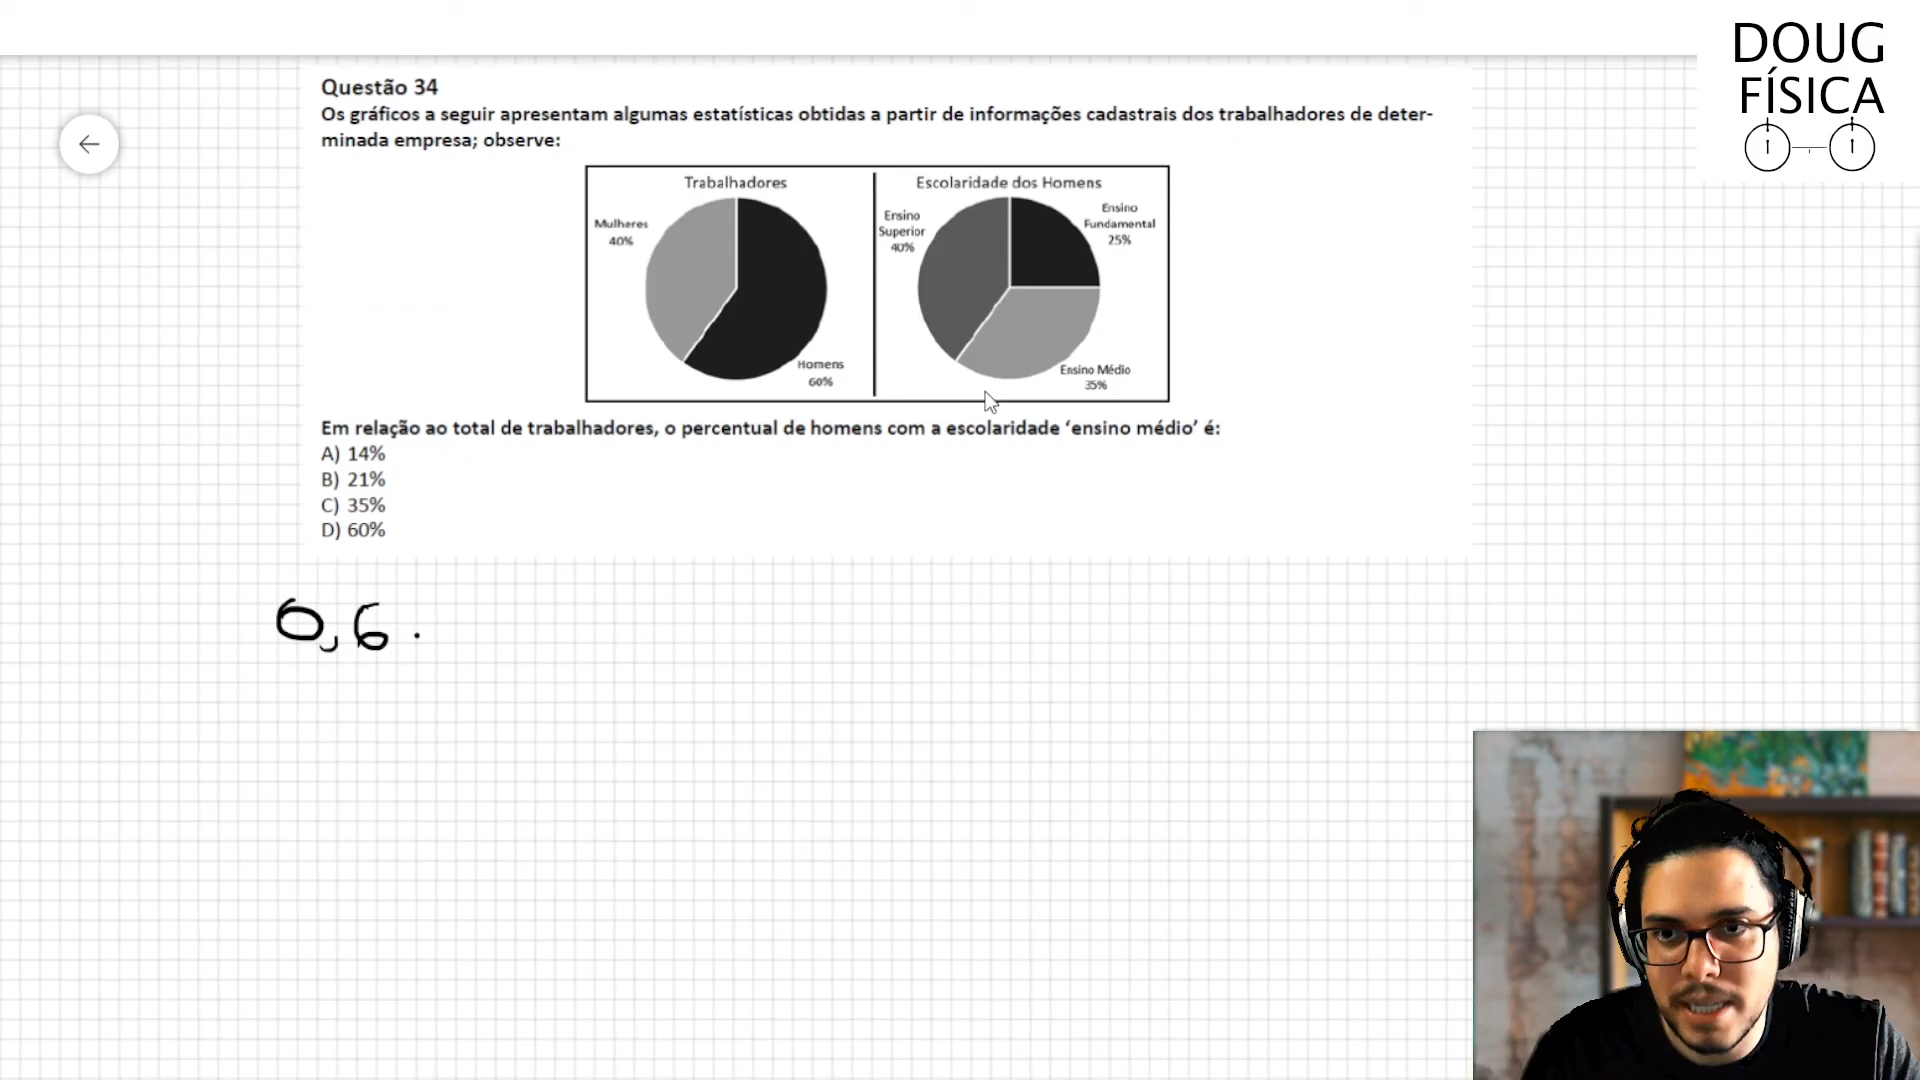 DOUG
FÍSICA
Questão 34
Os gráficos a seguir apresentam algumas estatísticas obtidas a partir de informações cadastrais dos trabalhadores de deter-
minada empresa; observe:
Trabalhadores
Mulheres
40%
Homens
60%
Escolaridade dos Homens
Ensino
Superior
40%
Ensino
Fundamental
25%
Ensino Médio
35%
Em relação ao total de trabalhadores, o percentual de homens com a escolaridade ‘ensino médio’ é:
A) 14%
B) 21%
C) 35%
D) 60%
0,6 .